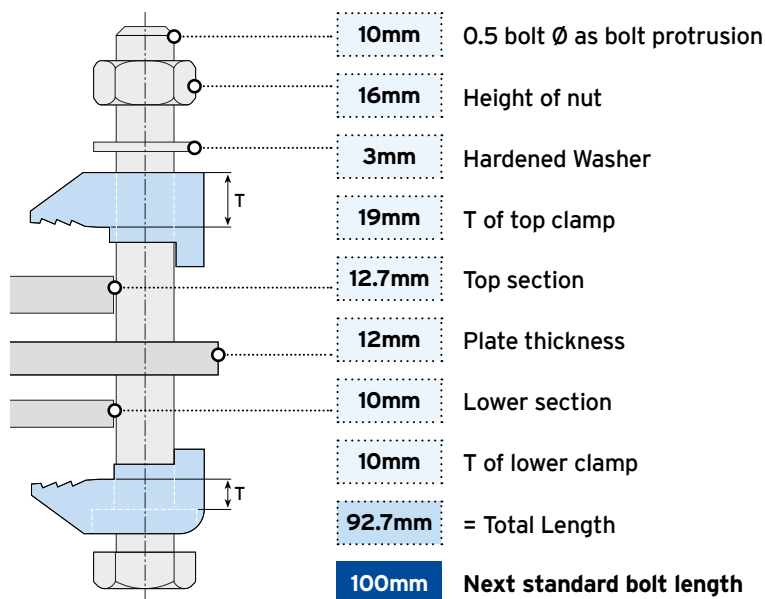 10mm 0.5 bolt Ø as bolt protrusion
16mm Height of nut
3mm Hardened Washer
T
19mm T of top clamp
12.7mm Top section
12mm Plate thickness
10mm Lower section
10mm T of lower clamp
T
92.7mm = Total Length
100mm Next standard bolt length